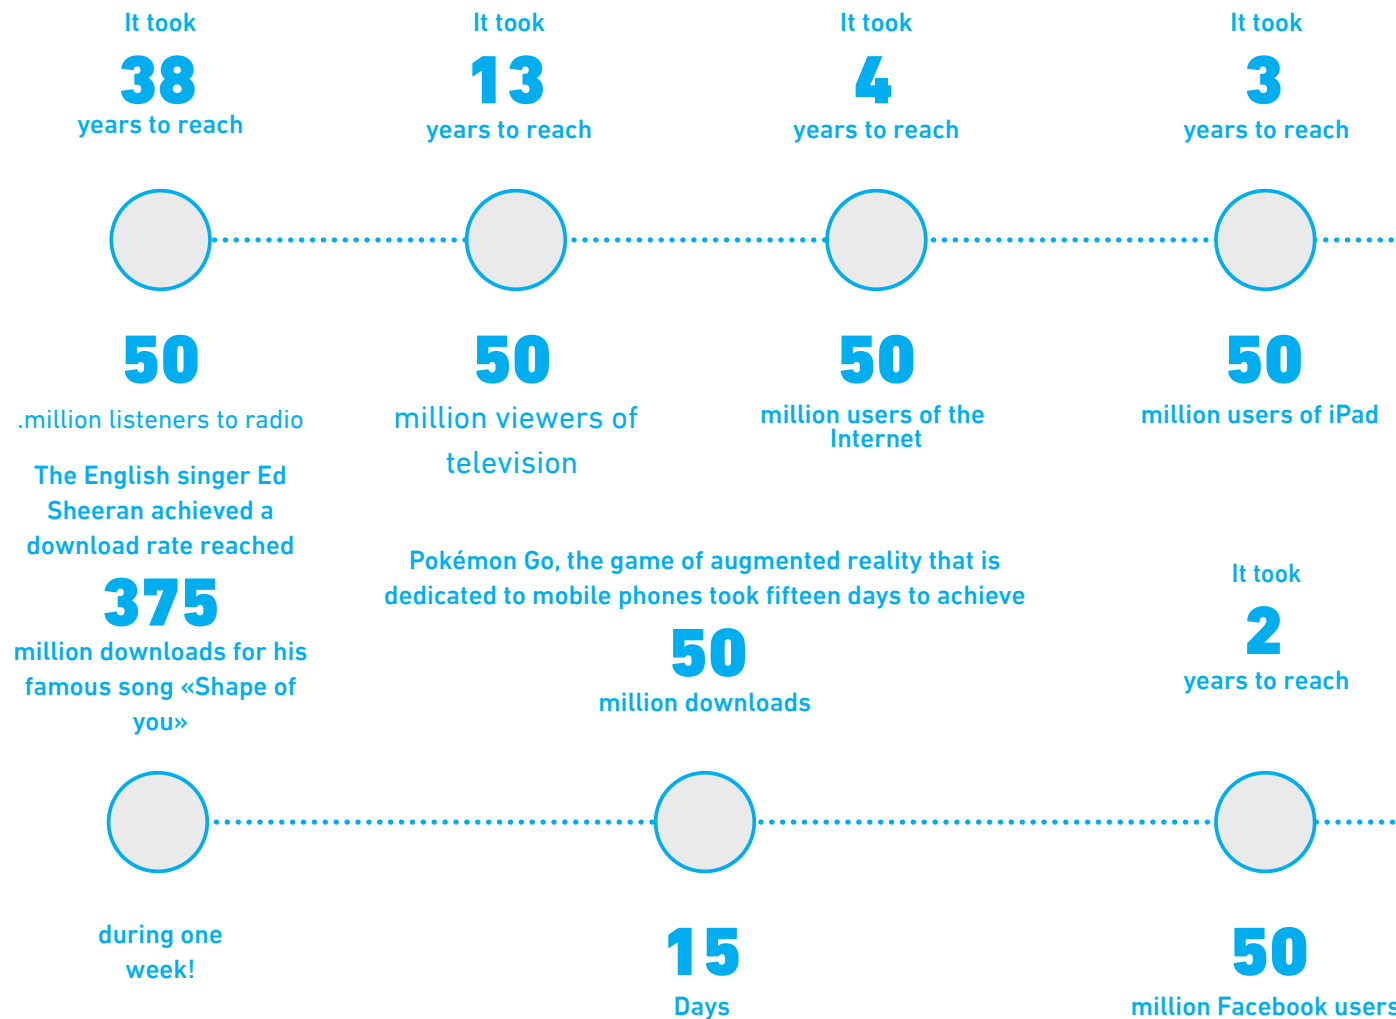 It took
38
years to reach
50
.million listeners to radio
It took
13
years to reach
50
million viewers of
television
It took
4
years to reach
50
million users of the
Internet
It took
3
years to reach
50
million users of iPad
The English singer Ed
Sheeran achieved a
download rate reached
375
million downloads for his
famous song «Shape of
you»
during one
week!
Pokémon Go, the game of augmented reality that is
dedicated to mobile phones took fifteen days to achieve
50
million downloads
15
Days
It took
2
years to reach
50
million Facebook users